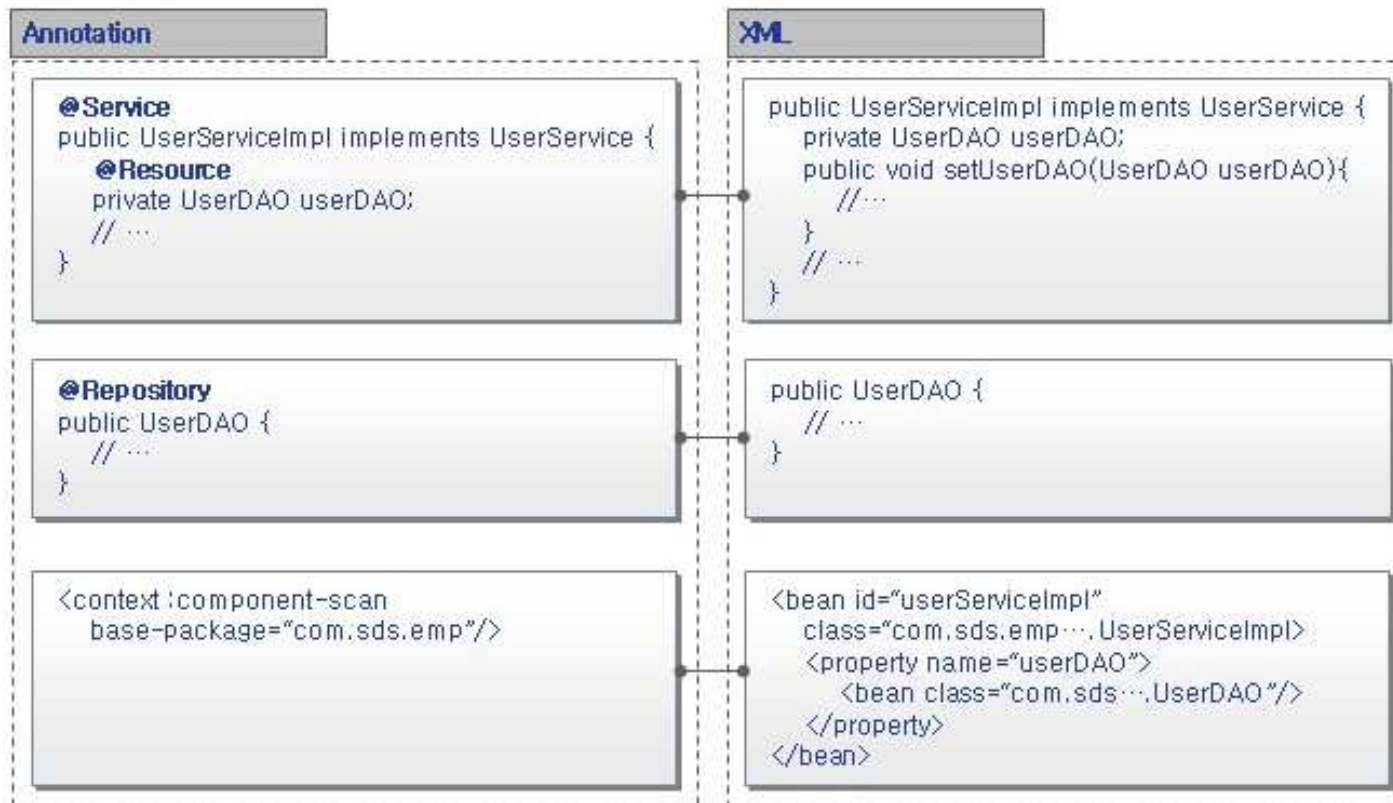 Annotation
@Service
public UserServiceImpl implements UserService {
@Resource
private UserDAO userDAO;
// ...
}
@Repository
public UserDAO {
// ...
}
<context:component-scan
base-package="com.sds.emp"/>
XML
public UserServiceImpl implements UserService {
private UserDAO userDAO;
public void setUserDAO(UserDAO userDAO){
//...
}
// ...
}
public UserDAO {
// ...
}
<bean id="userServiceImpl"
class="com.sds.emp....UserServiceImpl>
<property name="userDAO">
<bean class="com.sds....UserDAO"/>
</property>
</bean>